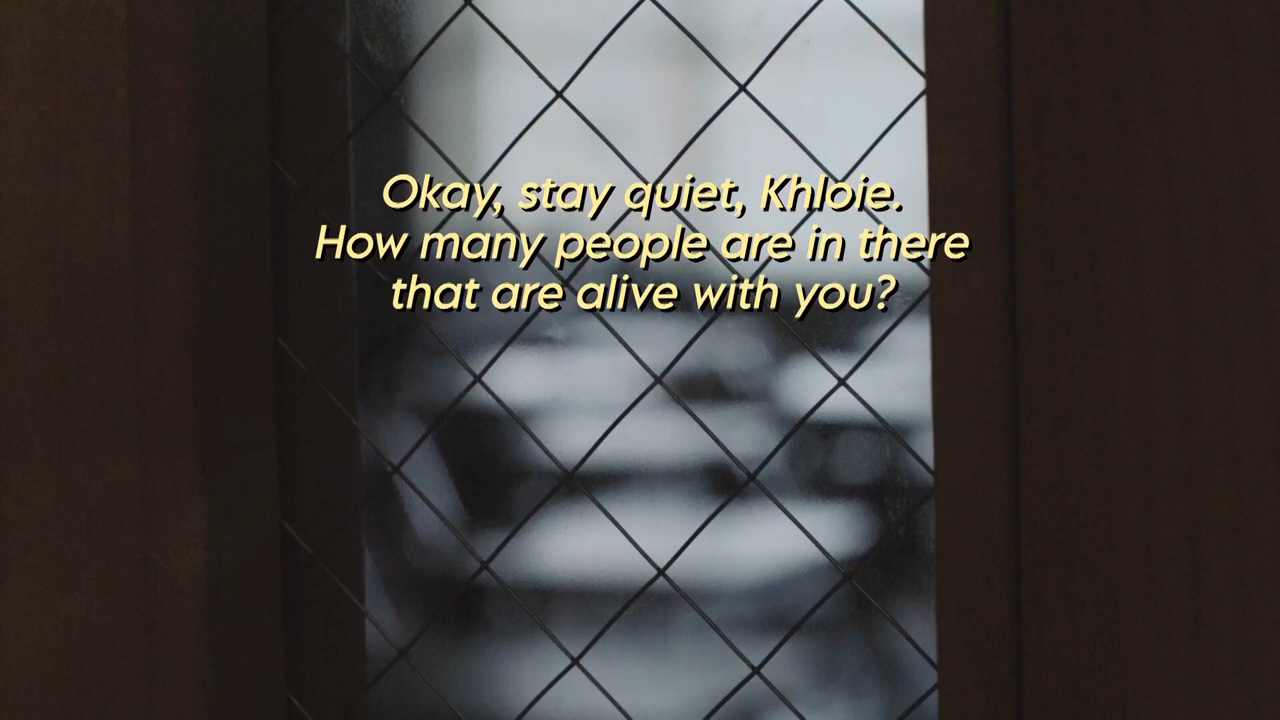 Okay, stay quiet, Khloie.
How many people are in there
that are alive with you?